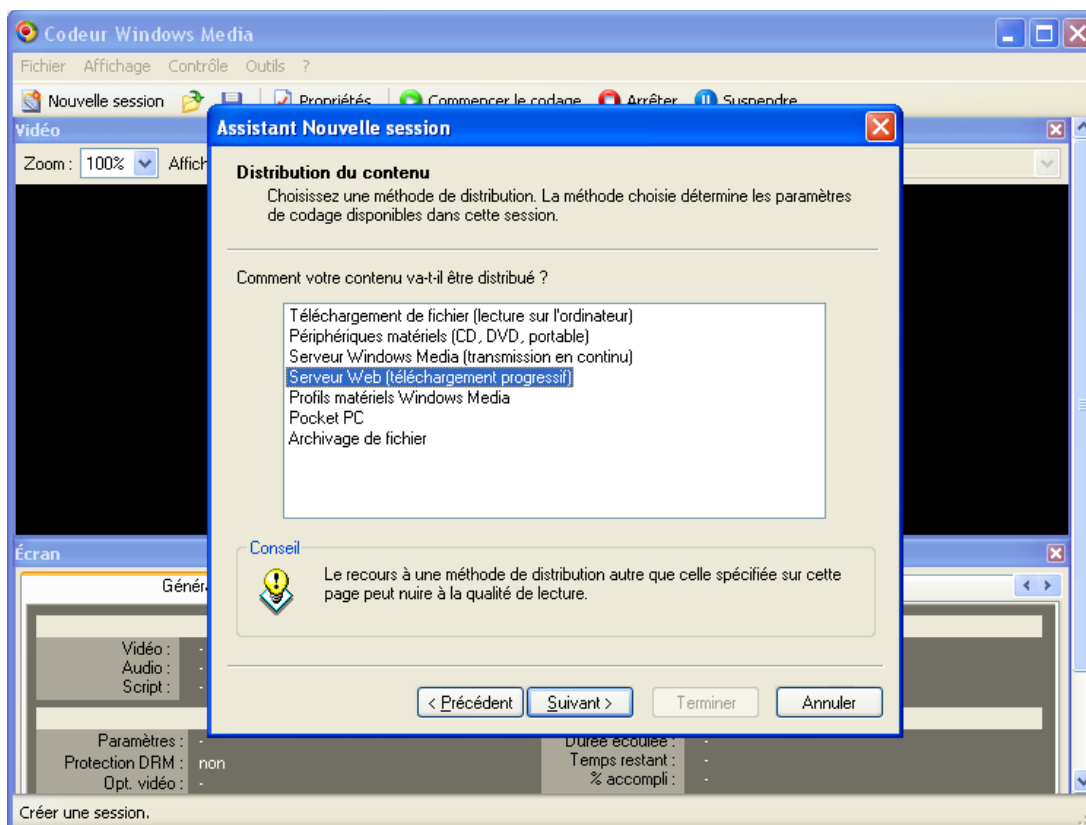 Codeur Windows Media
Fichier Affichage Contrôle Outils ?
Nouvelle session Propriétés Commencer le codage Arrêter Suspendre
Vidéo
Zoom : 100% Affich
Assistant Nouvelle session
Distribution du contenu
Choisissez une méthode de distribution. La méthode choisie détermine les paramètres
de codage disponibles dans cette session.
Comment votre contenu va-t-il être distribué ?
Téléchargement de fichier (lecture sur l'ordinateur)
Périphériques matériels (CD, DVD, portable)
Serveur Windows Media (transmission en continu)
Serveur Web (téléchargement progressif)
Profils matériels Windows Media
Pocket PC
Archivage de fichier
Conseil
Le recours à une méthode de distribution autre que celle spécifiée sur cette
page peut nuire à la qualité de lecture.
< Précédent Suivant > Terminer Annuler
Écran
Génér
Vidéo : -
Audio : -
Script : -
Paramètres : - Durée écoulée : -
Protection DRM : non Temps restant : -
Opt. vidéo : - % accompli : -
Créer une session.